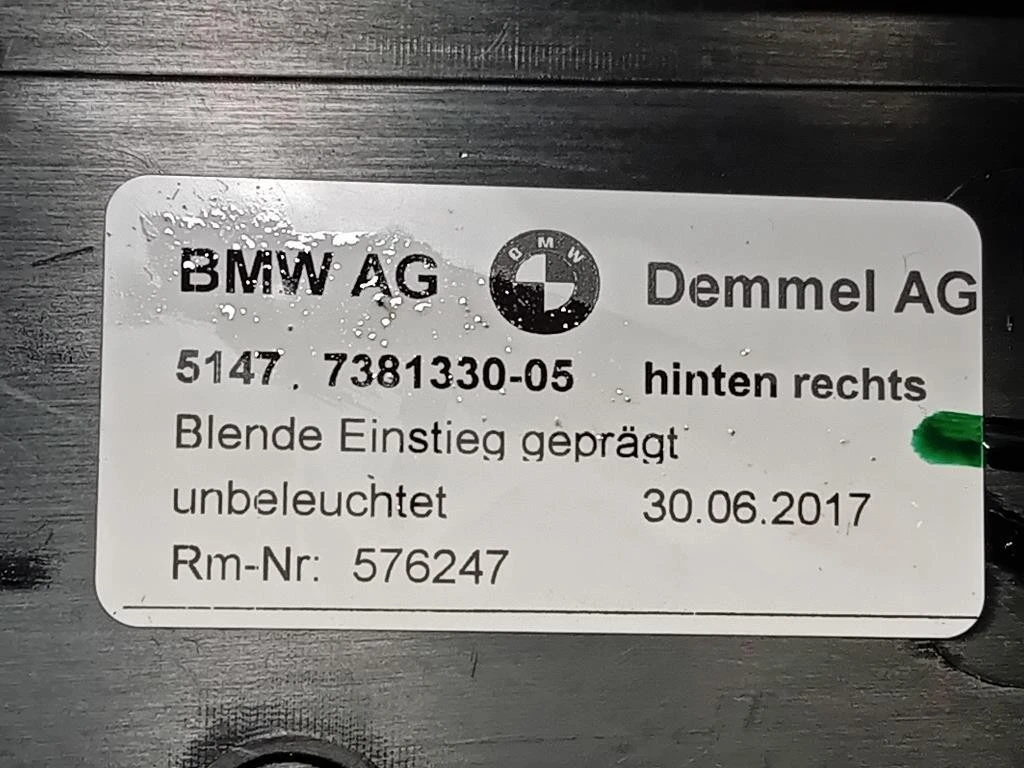 BMW AG BMW Demmel AG
5147. 7381330-05 hinten rechts
Blende Einstieg geprägt
unbeleuchtet 30.06.2017
Rm-Nr: 576247